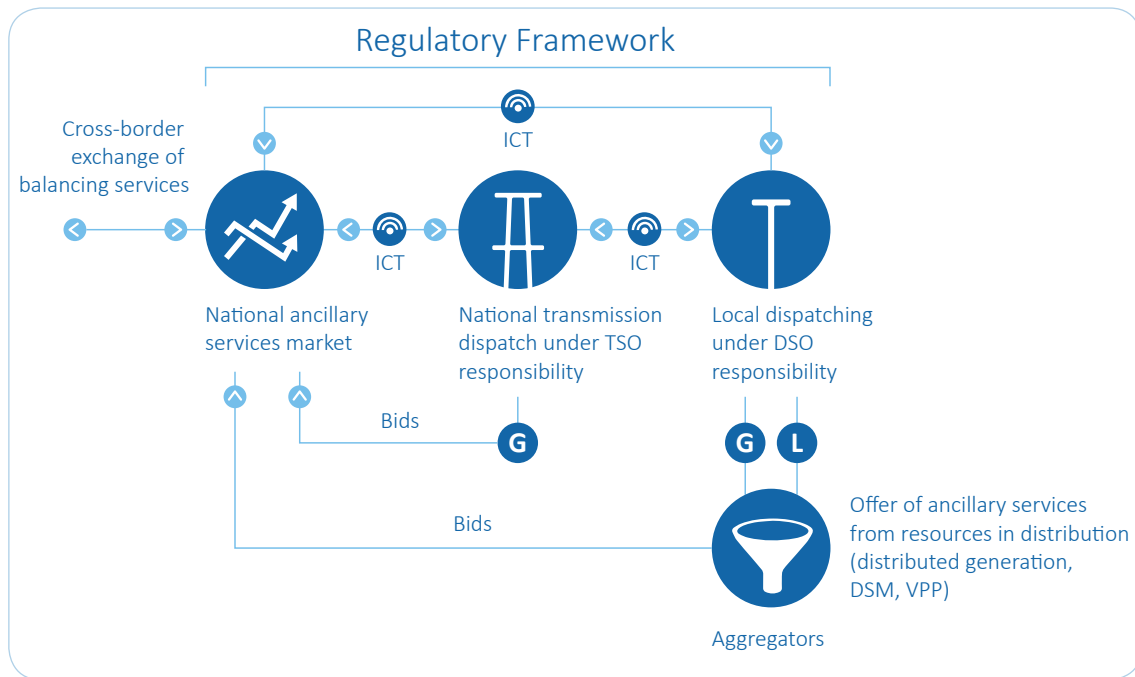 Regulatory Framework
ICT
Cross-border
exchange of
balancing services
ICT
ICT
National ancillary
services market
National transmission
dispatch under TSO
responsibility
Local dispatching
under DSO
responsibility
Bids
G
G
L
Bids
Offer of ancillary services
from resources in distribution
(distributed generation,
DSM, VPP)
Aggregators